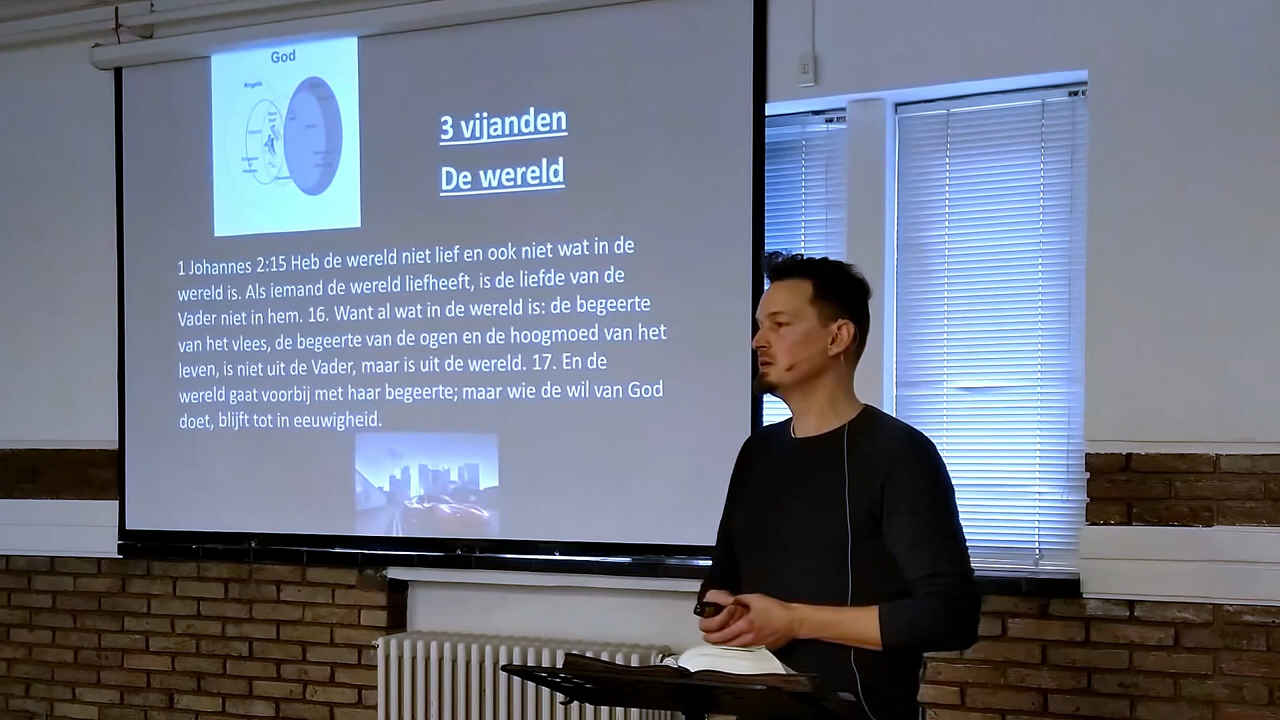 God
Angels
3 vijanden
De wereld
1 Johannes 2:15 Heb de wereld niet lief en ook niet wat in de
wereld is. Als iemand de wereld liefheeft, is de liefde van de
Vader niet in hem. 16. Want al wat in de wereld is: de begeerte
van het vlees, de begeerte van de ogen en de hoogmoed van het
leven, is niet uit de Vader, maar is uit de wereld. 17. En de
wereld gaat voorbij met haar begeerte; maar wie de wil van God
doet, blijft tot in eeuwigheid.